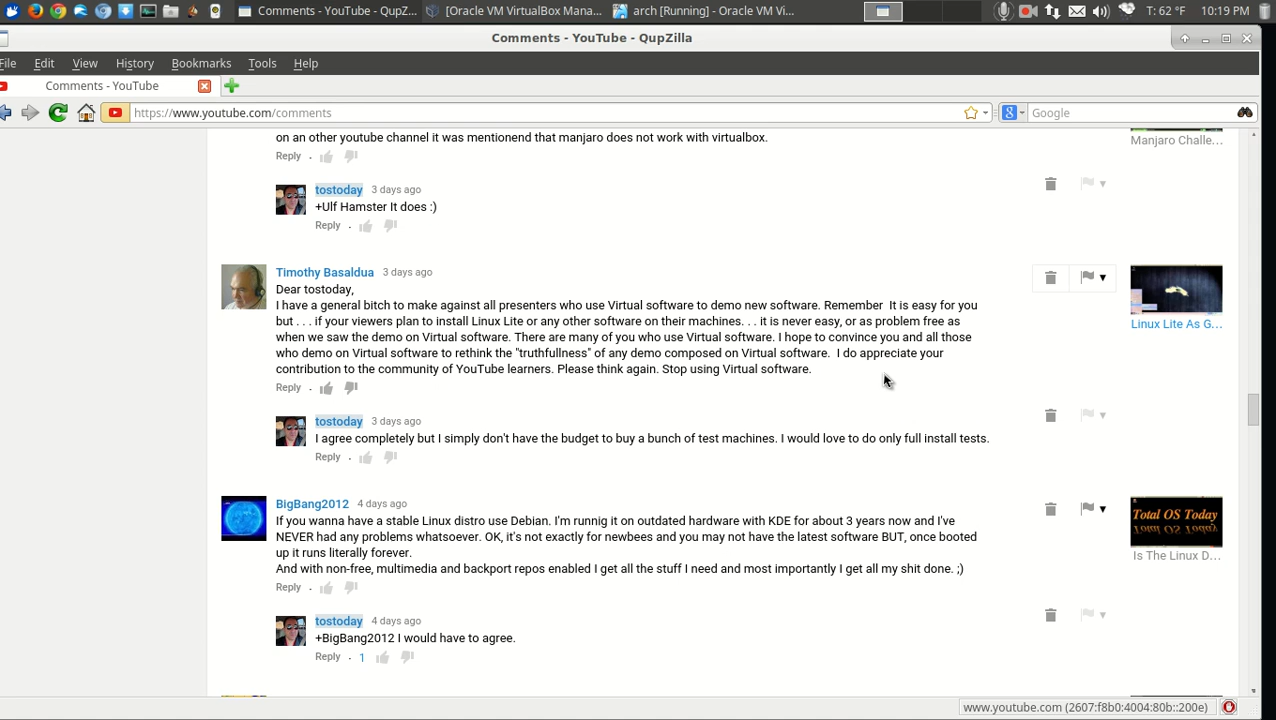 Comments - YouTube - QupZ...
[Oracle VM VirtualBox Mana...
arch [Running] - Oracle VM Vi...
T: 62 °F
10:19 PM
Comments - YouTube - QupZilla
File Edit View History Bookmarks Tools Help
Comments - YouTube
https://www.youtube.com/comments
Google
on an other youtube channel it was mentionend that manjaro does not work with virtualbox.
Manjaro Challe...
Reply .
tostoday 3 days ago
+Ulf Hamster It does :)
Reply .
Timothy Basaldua 3 days ago
Dear tostoday,
I have a general bitch to make against all presenters who use Virtual software to demo new software. Remember It is easy for you
but . . . if your viewers plan to install Linux Lite or any other software on their machines. . . it is never easy, or as problem free as
when we saw the demo on Virtual software. There are many of you who use Virtual software. I hope to convince you and all those
who demo on Virtual software to rethink the "truthfullness" of any demo composed on Virtual software. I do appreciate your
contribution to the community of YouTube learners. Please think again. Stop using Virtual software.
Linux Lite As G...
Reply .
tostoday 3 days ago
I agree completely but I simply don't have the budget to buy a bunch of test machines. I would love to do only full install tests.
Reply .
BigBang2012 4 days ago
If you wanna have a stable Linux distro use Debian. I'm runnig it on outdated hardware with KDE for about 3 years now and I've
NEVER had any problems whatsoever. OK, it's not exactly for newbees and you may not have the latest software BUT, once booted
up it runs literally forever.
And with non-free, multimedia and backport repos enabled I get all the stuff I need and most importantly I get all my shit done. ;)
Total OS Today
Is The Linux D...
Reply .
tostoday 4 days ago
+BigBang2012 I would have to agree.
Reply . 1
www.youtube.com (2607:f8b0:4004:80b::200e)